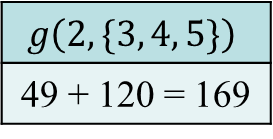 g(2, {3, 4, 5})
49 + 120 = 169